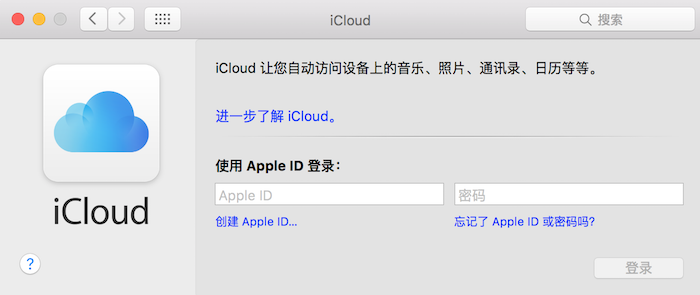 iCloud
搜索
iCloud 让您自动访问设备上的音乐、照片、通讯录、日历等等。
进一步了解 iCloud。
使用 Apple ID 登录:
Apple ID
密码
创建 Apple ID...
忘记了 Apple ID 或密码吗?
iCloud
?
登录